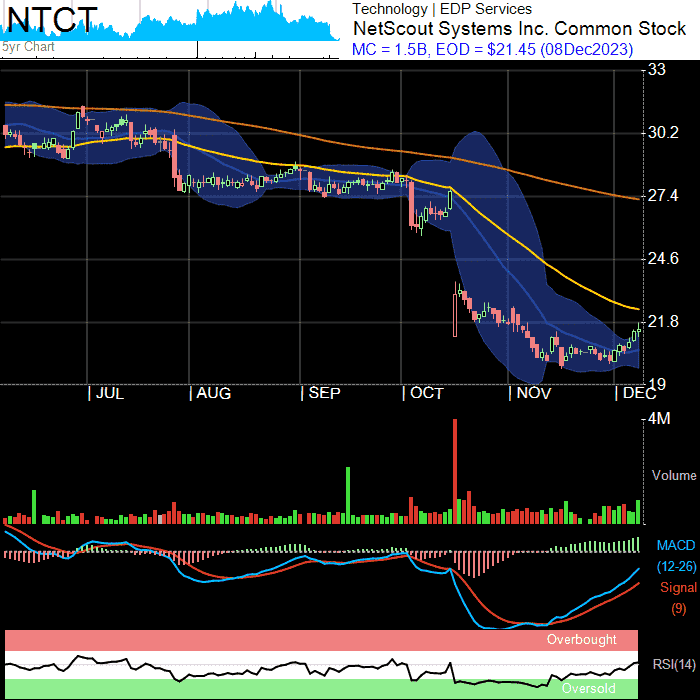 NTCT
5yr Chart
Technology | EDP Services
NetScout Systems Inc. Common Stock
MC = 1.5B, EOD = $21.45 (08Dec2023)
33
30.2
27.4
24.6
21.8
19
| JUL | AUG | SEP | OCT | NOV | DEC
4M
Volume
MACD
(12-26)
Signal
(9)
Overbought
RSI(14)
Oversold